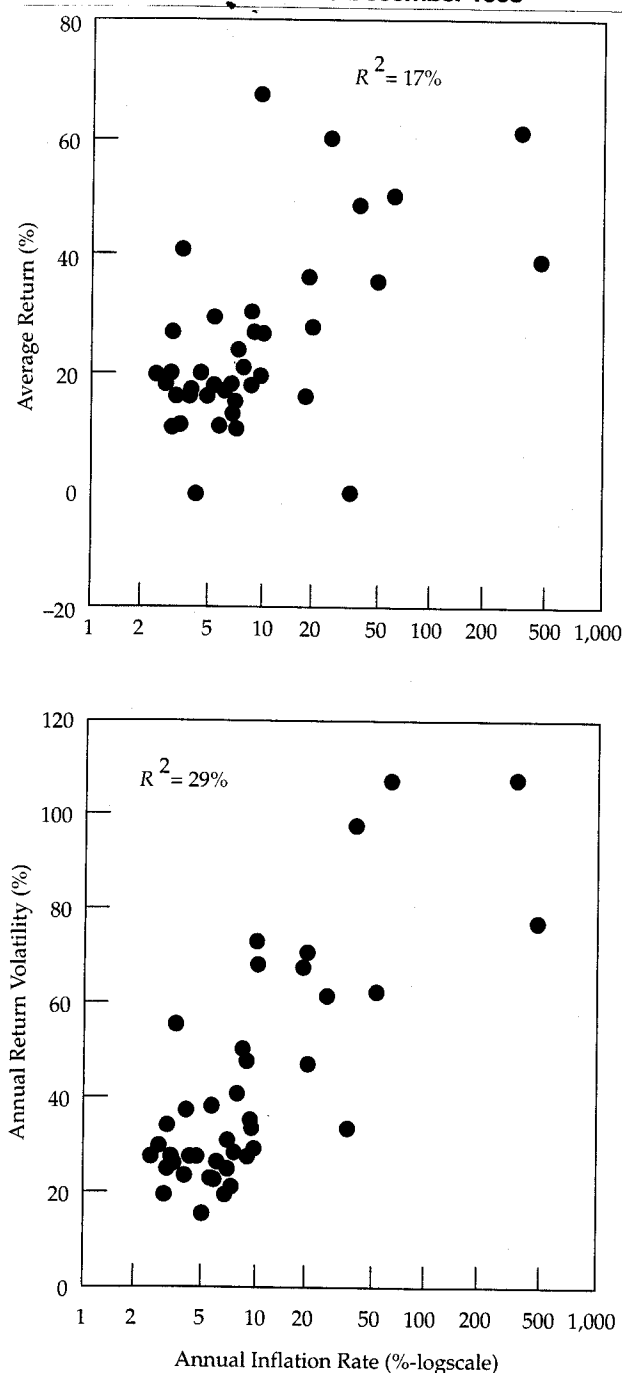 80
R² = 17%
60
40
20
0
–20
Average Return (%)
1 2 5 10 20 50 100 200 500 1,000
120
R² = 29%
100
80
60
40
20
0
Annual Return Volatility (%)
1 2 5 10 20 50 100 200 500 1,000
Annual Inflation Rate (%-logscale)